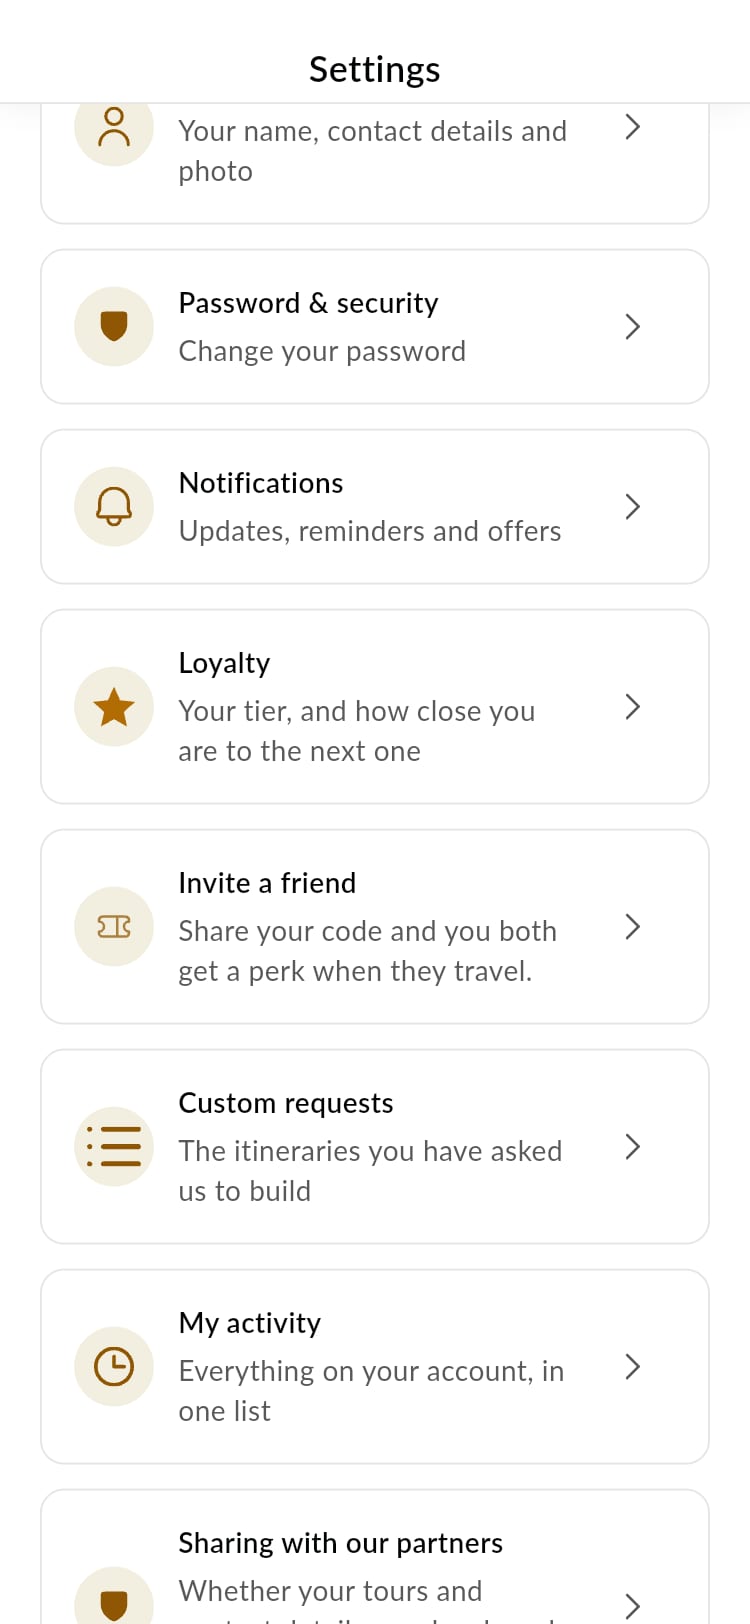 Settings
Your name, contact details and
photo
Password & security
Change your password
Notifications
Updates, reminders and offers
Loyalty
Your tier, and how close you
are to the next one
Invite a friend
Share your code and you both
get a perk when they travel.
Custom requests
The itineraries you have asked
us to build
My activity
Everything on your account, in
one list
Sharing with our partners
Whether your tours and